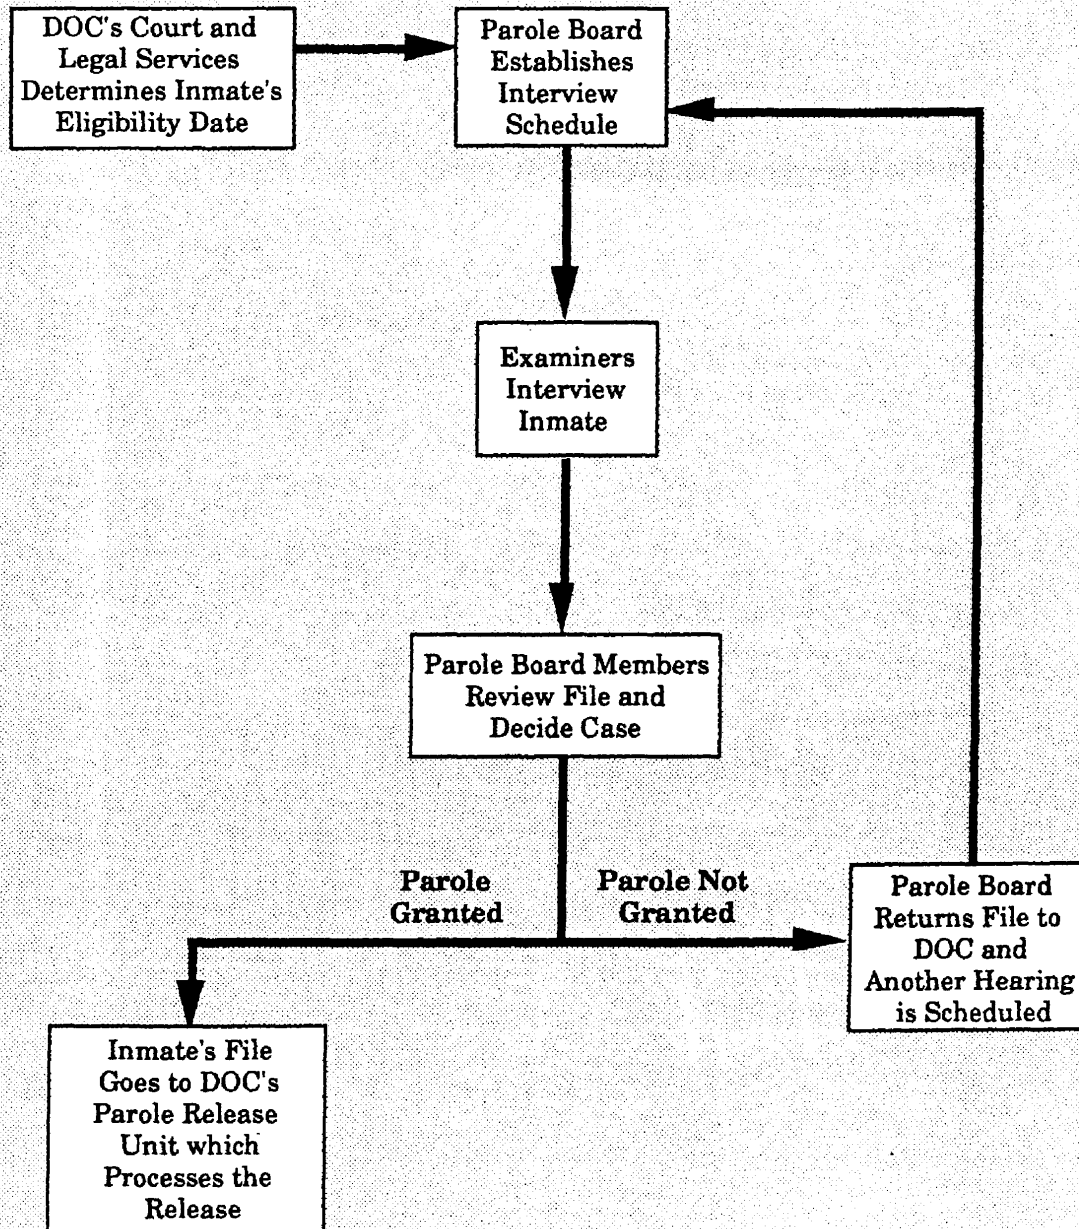 DOC's Court and
Legal Services
Determines Inmate's
Eligibility Date
Parole Board
Establishes
Interview
Schedule
Examiners
Interview
Inmate
Parole Board Members
Review File and
Decide Case
Parole
Granted
Parole Not
Granted
Parole Board
Returns File to
DOC and
Another Hearing
is Scheduled
Inmate's File
Goes to DOC's
Parole Release
Unit which
Processes the
Release